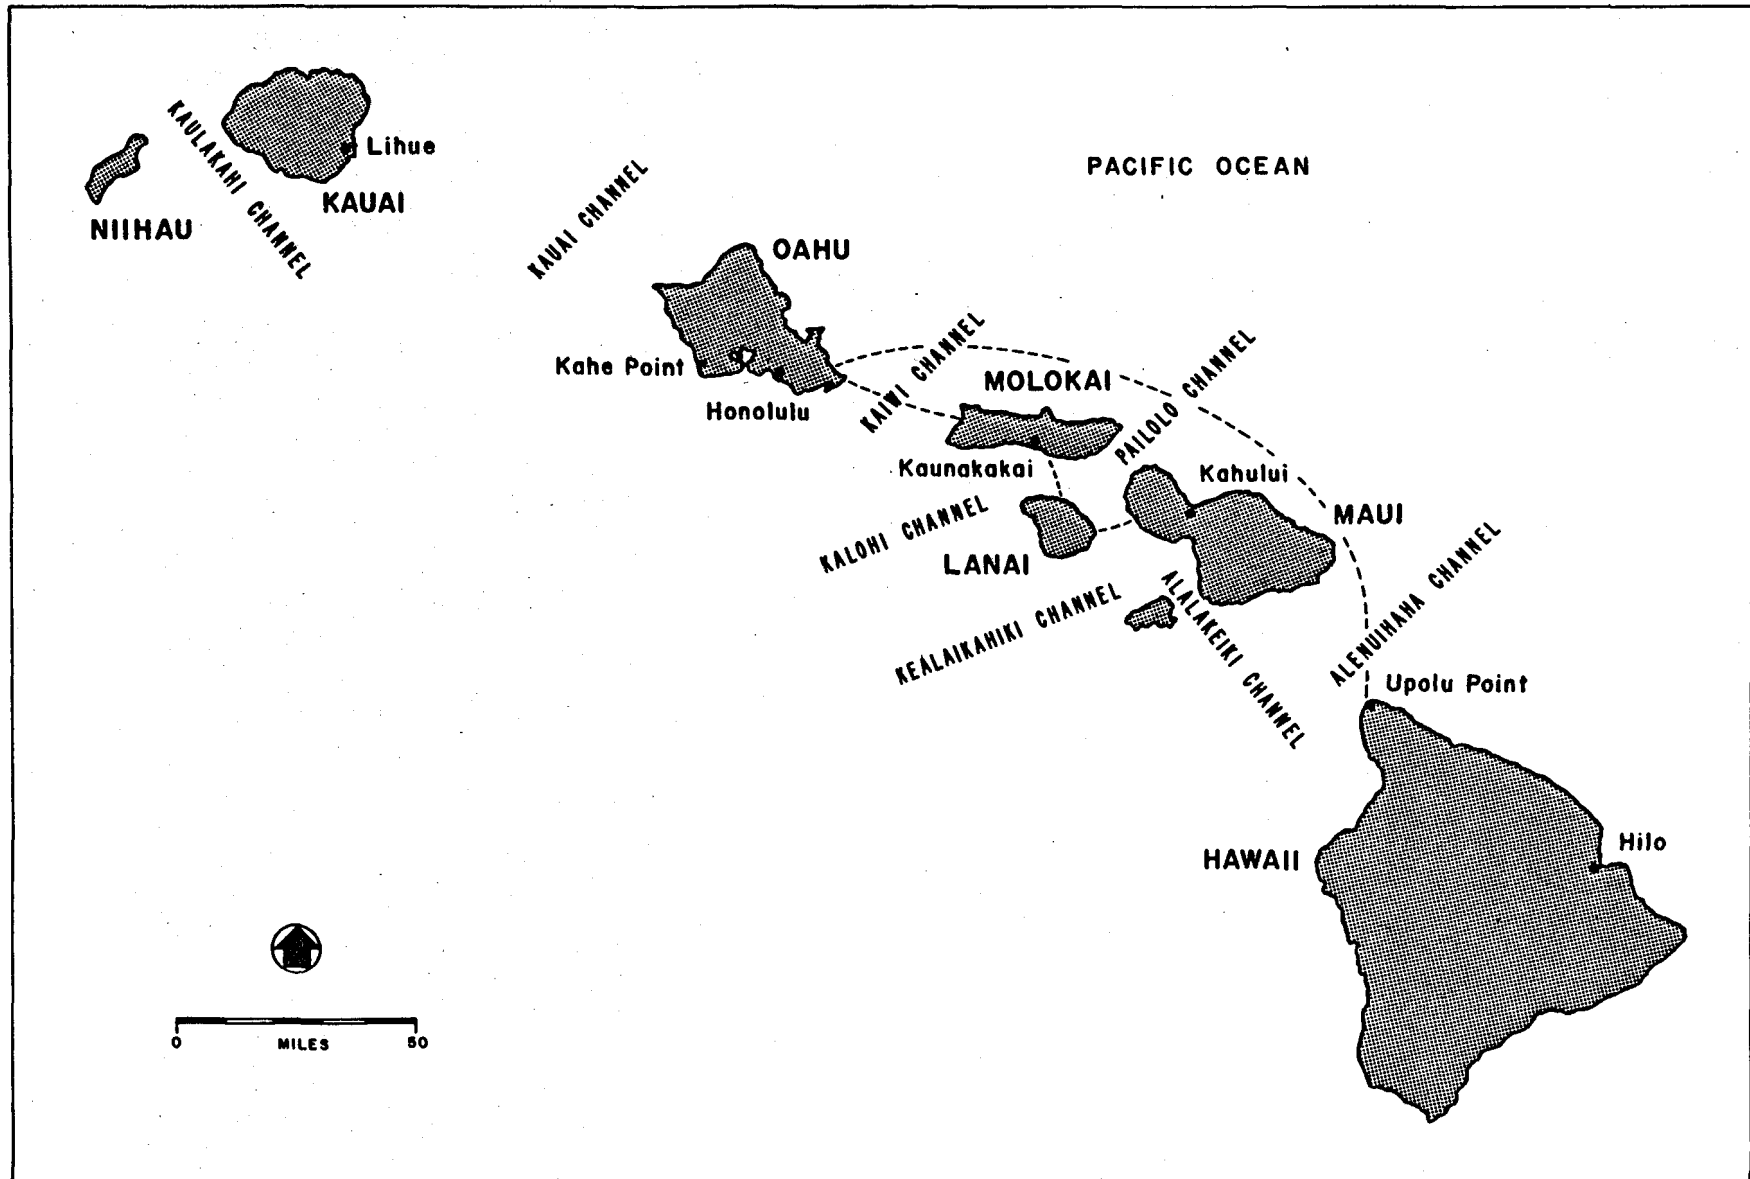 Lihue
KAULAKAHI CHANNEL
KAUAI
NIIHAU
PACIFIC OCEAN
KAUAI CHANNEL
OAHU
Kahe Point
Honolulu
KAIWI CHANNEL
MOLOKAI
PAILOLO CHANNEL
Kaunakakai
Kahului
MAUI
KALOHI CHANNEL
LANAI
KEALAIKAHIKI CHANNEL
ALALAKEIKI CHANNEL
ALENUIHAHA CHANNEL
Upolu Point
Hilo
HAWAII
0 MILES 50